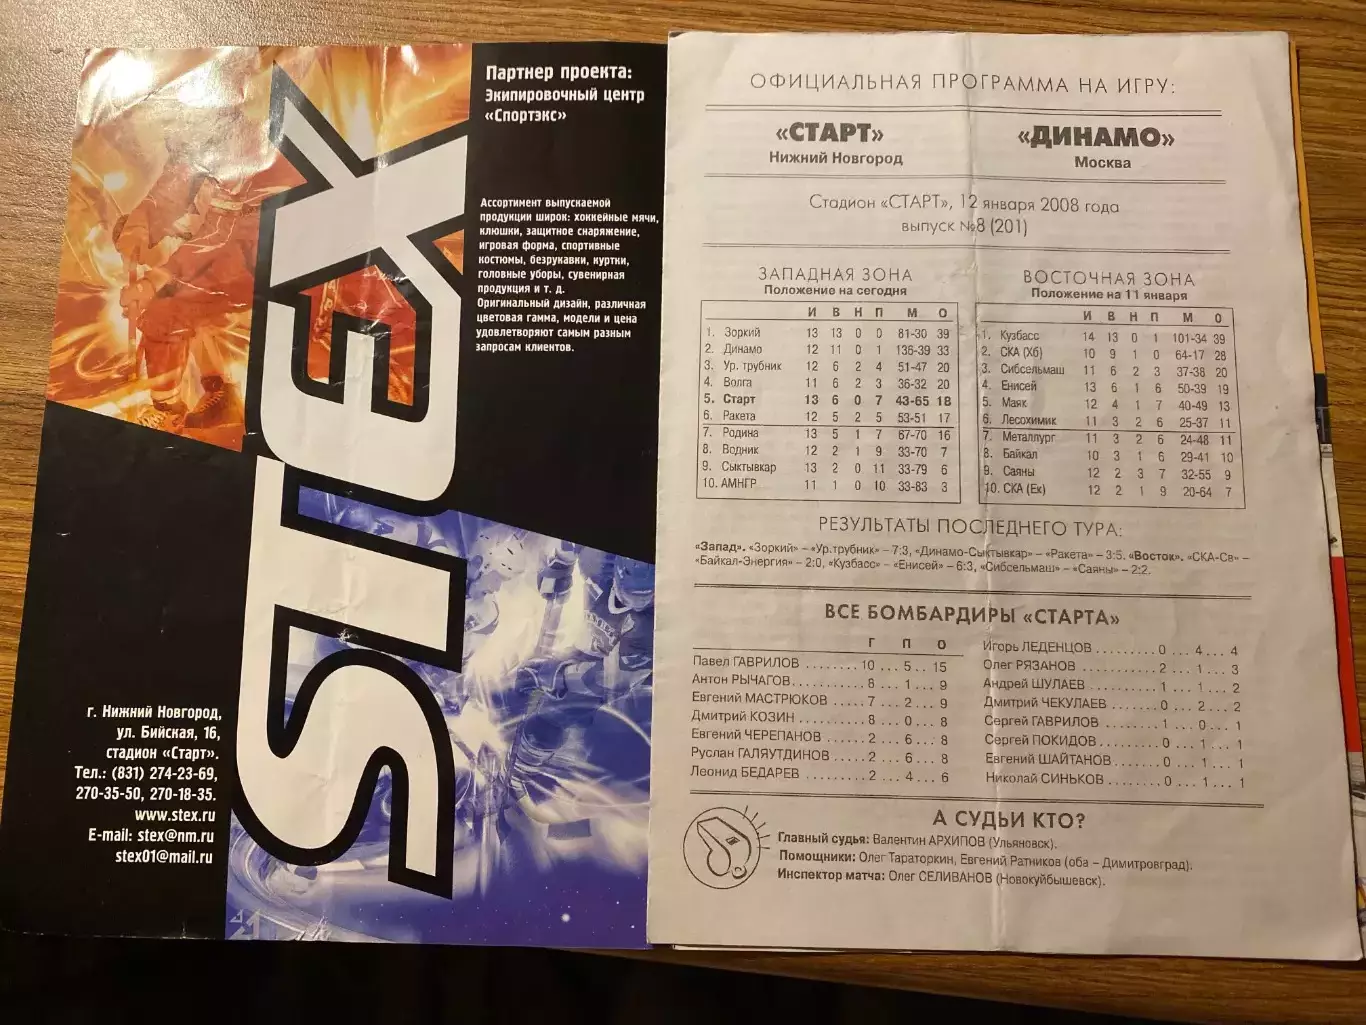 Партнер проекта:
Экипировочный центр
«Спортэкс»
Ассортимент выпускаемой
продукции широк: хоккейные мячи,
клюшки, защитное снаряжение,
игровая форма, спортивные
костюмы, безрукавки, куртки,
головные уборы, сувенирная
продукция и т. д.
Оригинальный дизайн, различная
цветовая гамма, модели и цена
удовлетворяют самым разным
запросам клиентов.
STEX
г. Нижний Новгород,
ул. Бийская, 16,
стадион «Старт».
Тел.: (831) 274-23-69,
270-35-50, 270-18-35.
www.stex.ru
E-mail: stex@nm.ru
stex01@mail.ru
ОФИЦИАЛЬНАЯ ПРОГРАММА НА ИГРУ:
«СТАРТ» «ДИНАМО»
Нижний Новгород Москва
Стадион «СТАРТ», 12 января 2008 года
выпуск №8 (201)
ЗАПАДНАЯ ЗОНА
Положение на сегодня
И В Н П М О
1. Зоркий 13 13 0 0 81-30 39
2. Динамо 12 11 0 1 136-39 33
3. Ур. трубник 12 6 2 4 51-47 20
4. Волга 11 6 2 3 36-32 20
5. Старт 13 6 0 7 43-65 18
6. Ракета 12 5 2 5 53-51 17
7. Родина 13 5 1 7 67-70 16
8. Водник 12 2 1 9 33-70 7
9. Сыктывкар 13 2 0 11 33-79 6
10. АМНГР 11 1 0 10 33-83 3
ВОСТОЧНАЯ ЗОНА
Положение на 11 января
И В Н П М О
1. Кузбасс 14 13 0 1 101-34 39
2. СКА (Хб) 10 9 1 0 64-17 28
3. Сибсельмаш 11 6 2 3 37-38 20
4. Енисей 13 6 1 6 50-39 19
5. Маяк 12 4 1 7 40-49 13
6. Лесохимик 11 3 2 6 25-37 11
7. Металлург 11 3 2 6 24-48 11
8. Байкал 10 3 1 6 29-41 10
9. Саяны 12 2 3 7 32-55 9
10. СКА (Ек) 12 2 1 9 20-64 7
РЕЗУЛЬТАТЫ ПОСЛЕДНЕГО ТУРА:
«Запад». «Зоркий» – «Ур.трубник» – 7:3, «Динамо-Сыктывкар» – «Ракета» – 3:5. «Восток». «СКА-Св» –
«Байкал-Энергия» – 2:0, «Кузбасс» – «Енисей» – 6:3, «Сибсельмаш» – «Саяны» – 2:2.
ВСЕ БОМБАРДИРЫ «СТАРТА»
Г П О
Павел ГАВРИЛОВ ........ 10 ... 5 ... 15
Антон РЫЧАГОВ ........... 8 ... 1 ... 9
Евгений МАСТРЮКОВ ..... 7 ... 2 ... 9
Дмитрий КОЗИН ........... 8 ... 0 ... 8
Евгений ЧЕРЕПАНОВ ...... 2 ... 6 ... 8
Руслан ГАЛЯУТДИНОВ ..... 2 ... 6 ... 8
Леонид БЕДАРЕВ .......... 2 ... 4 ... 6
Игорь ЛЕДЕНЦОВ ......... 0 ... 4 ... 4
Олег РЯЗАНОВ ............ 2 ... 1 ... 3
Андрей ШУЛАЕВ .......... 1 ... 1 ... 2
Дмитрий ЧЕКУЛАЕВ ....... 0 ... 2 ... 2
Сергей ГАВРИЛОВ ........ 1 ... 0 ... 1
Сергей ПОКИДОВ ......... 0 ... 1 ... 1
Евгений ШАЙТАНОВ ....... 0 ... 1 ... 1
Николай СИНЬКОВ ........ 0 ... 1 ... 1
А СУДЬИ КТО?
Главный судья: Валентин АРХИПОВ (Ульяновск).
Помощники: Олег Тараторкин, Евгений Ратников (оба – Димитровград).
Инспектор матча: Олег СЕЛИВАНОВ (Новокуйбышевск).